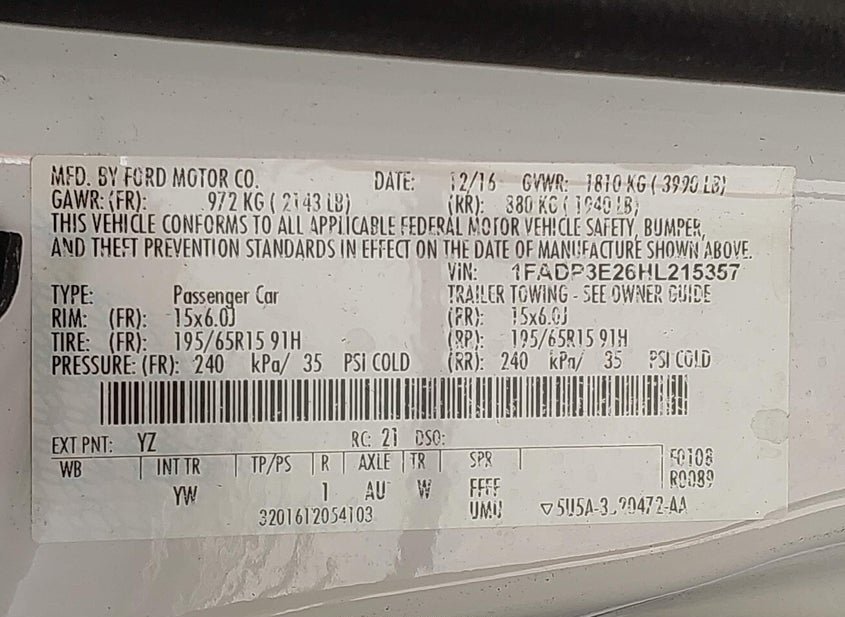 MFD. BY FORD MOTOR CO. DATE: 12/16 GVWR: 1810 KG ( 3990 LB)
GAWR: (FR): 972 KG ( 2143 LB) (RR): 880 KG ( 1940 LB)
THIS VEHICLE CONFORMS TO ALL APPLICABLE FEDERAL MOTOR VEHICLE SAFETY, BUMPER,
AND THEFT PREVENTION STANDARDS IN EFFECT ON THE DATE OF MANUFACTURE SHOWN ABOVE.
VIN: 1FADP3E26HL215357
TYPE: Passenger Car TRAILER TOWING - SEE OWNER GUIDE
RIM: (FR): 15x6.0J (RR): 15x6.0J
TIRE: (FR): 195/65R15 91H (RR): 195/65R15 91H
PRESSURE: (FR): 240 kPa/ 35 PSI COLD (RR): 240 kPa/ 35 PSI COLD
EXT PNT: YZ RC: 21 DSO:
WB INT TR TP/PS R AXLE TR SPR F0108
YW 1 AU W FFFF R0089
3201612054103 UMU